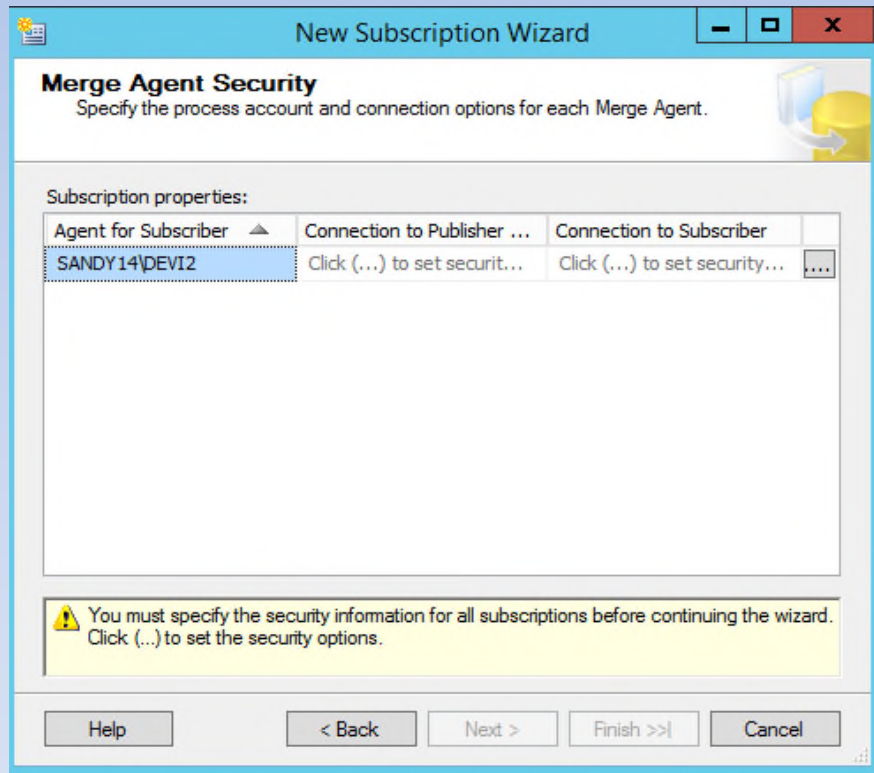 New Subscription Wizard
Merge Agent Security
Specify the process account and connection options for each Merge Agent.
Subscription properties:
Agent for Subscriber Connection to Publisher ... Connection to Subscriber
SANDY14\DEVI2 Click (...) to set securit... Click (...) to set security... ....
You must specify the security information for all subscriptions before continuing the wizard.
Click (...) to set the security options.
Help < Back Next > Finish >>| Cancel